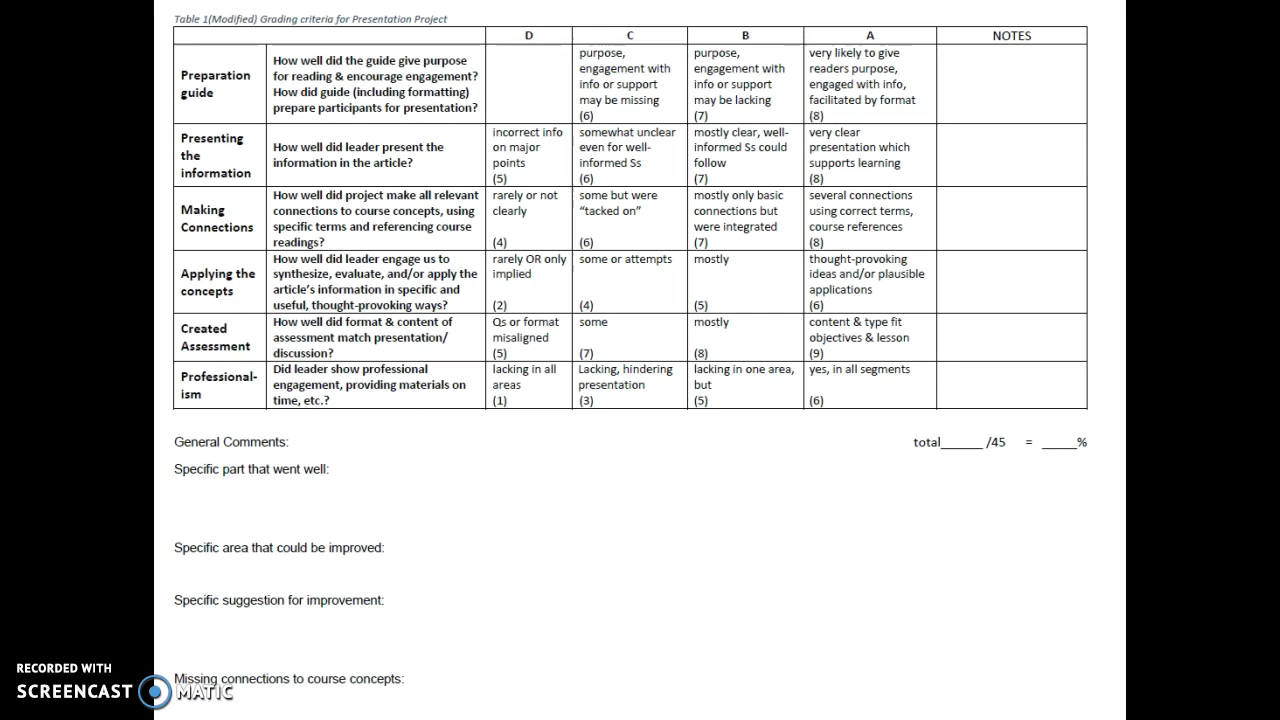 Table 1(Modified) Grading criteria for Presentation Project
D C B A NOTES
Preparation guide
How well did the guide give purpose
for reading & encourage engagement?
How did guide (including formatting)
prepare participants for presentation?
purpose,
engagement with
info or support
may be missing
(6)
purpose,
engagement with
info or support
may be lacking
(7)
very likely to give
readers purpose,
engaged with info,
facilitated by format
(8)
Presenting
the
information
How well did leader present the
information in the article?
incorrect info
on major
points
(5)
somewhat unclear
even for well-
informed Ss
(6)
mostly clear, well-
informed Ss could
follow
(7)
very clear
presentation which
supports learning
(8)
Making
Connections
How well did project make all relevant
connections to course concepts, using
specific terms and referencing course
readings?
rarely or not
clearly
(4)
some but were
“tacked on”
(6)
mostly only basic
connections but
were integrated
(7)
several connections
using correct terms,
course references
(8)
Applying the
concepts
How well did leader engage us to
synthesize, evaluate, and/or apply the
article’s information in specific and
useful, thought-provoking ways?
rarely OR only
implied
(2)
some or attempts
(4)
mostly
(5)
thought-provoking
ideas and/or plausible
applications
(6)
Created
Assessment
How well did format & content of
assessment match presentation/
discussion?
Qs or format
misaligned
(5)
some
(7)
mostly
(8)
content & type fit
objectives & lesson
(9)
Professional-
ism
Did leader show professional
engagement, providing materials on
time, etc.?
lacking in all
areas
(1)
Lacking, hindering
presentation
(3)
lacking in one area,
but
(5)
yes, in all segments
(6)
General Comments:
total______ /45 = _____%
Specific part that went well:
Specific area that could be improved:
Specific suggestion for improvement:
Missing connections to course concepts:
RECORDED WITH
SCREENCAST MATIC